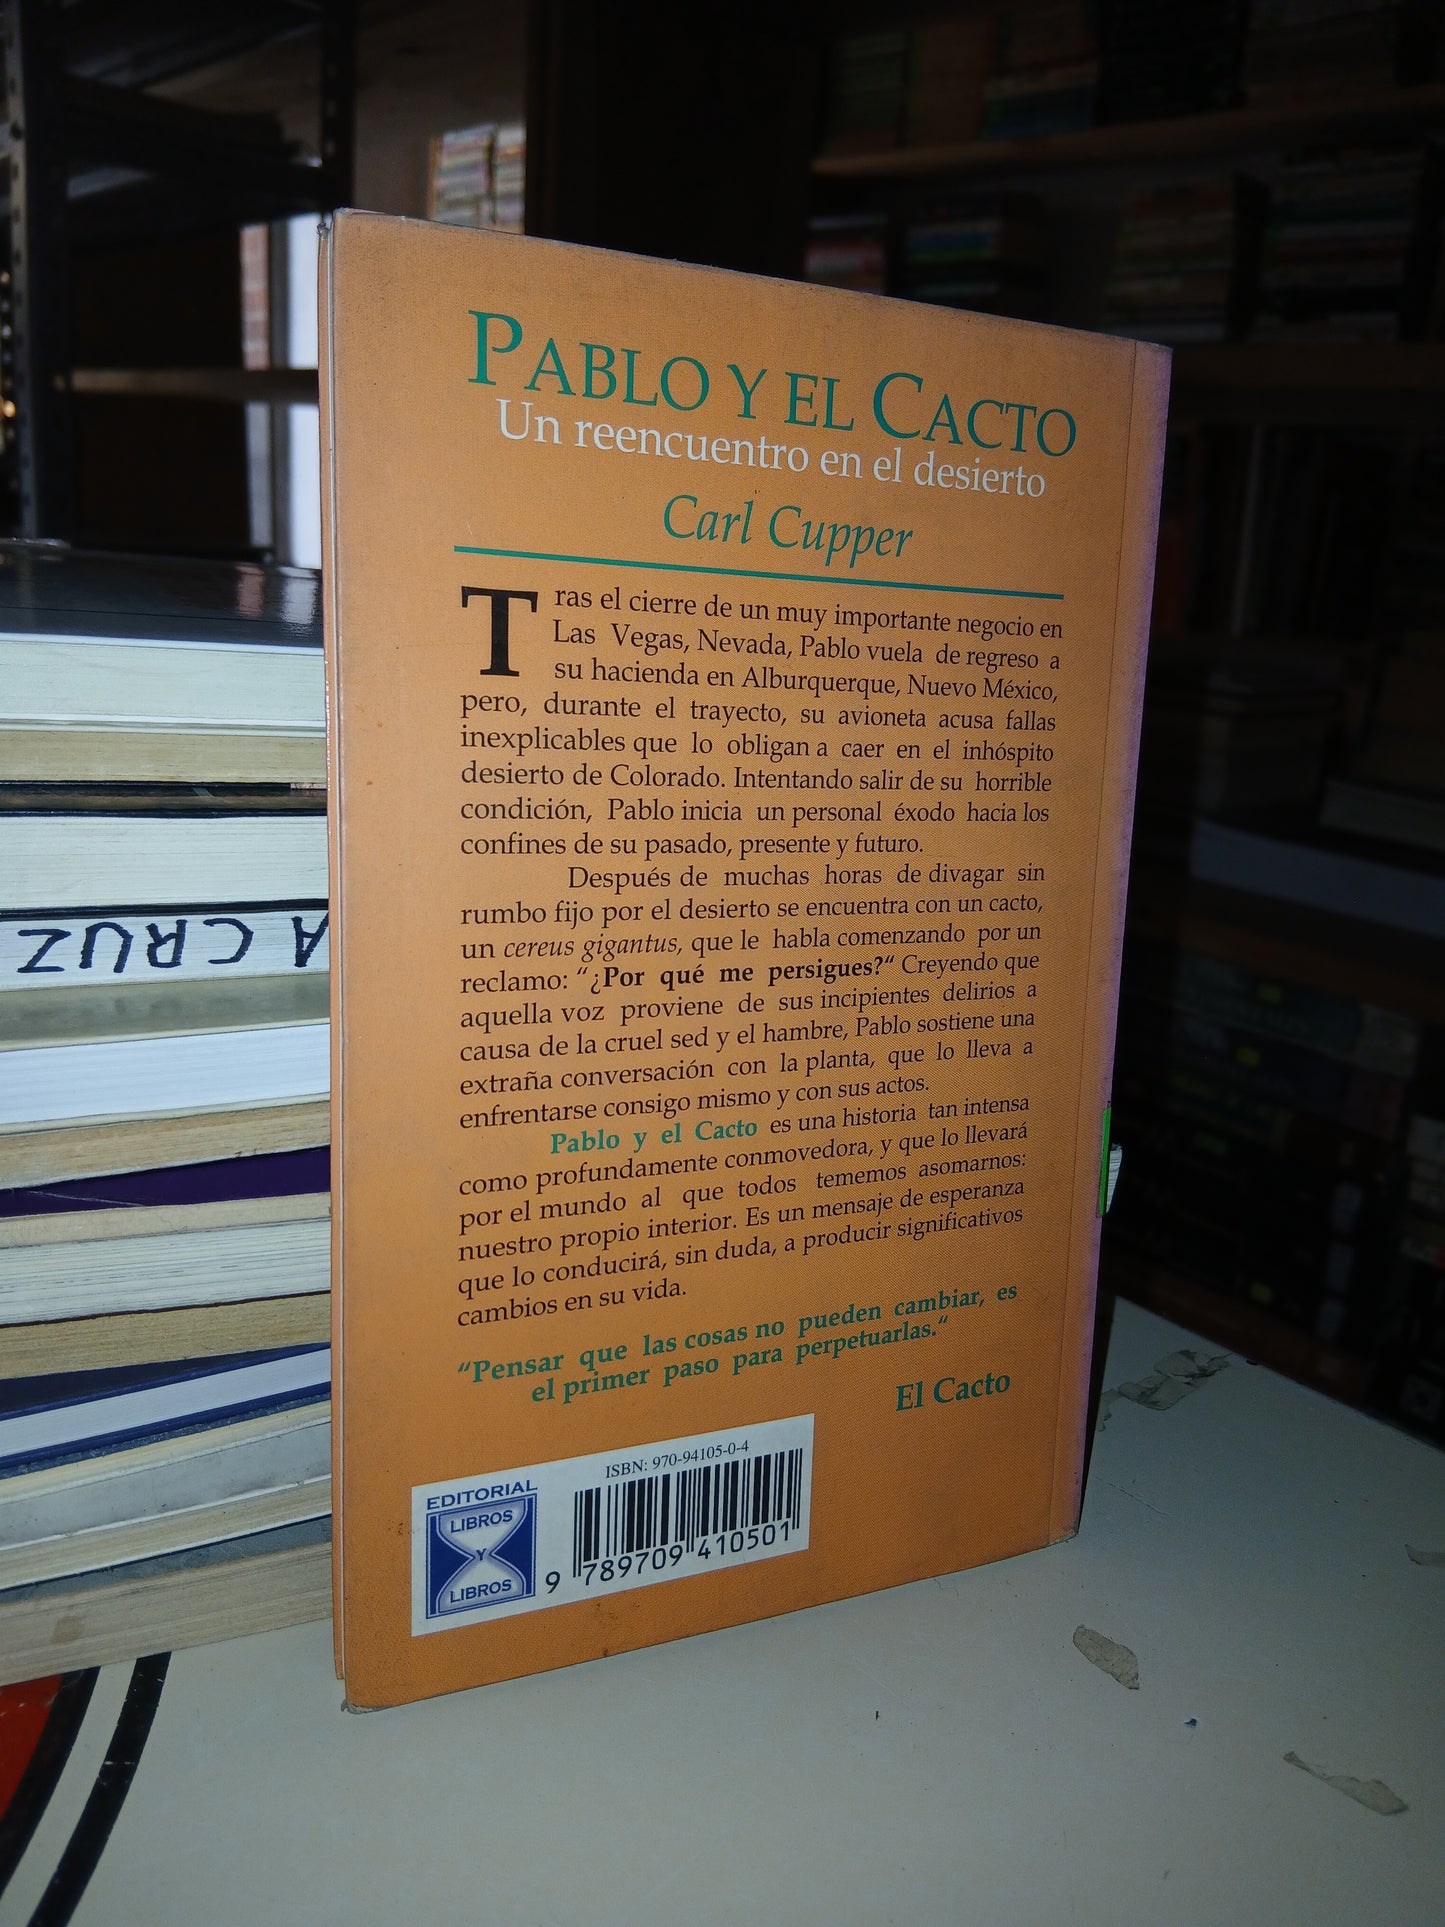 PABLO Y EL CACTO
Un reencuentro en el desierto
Carl Cupper
Tras el cierre de un muy importante negocio en
Las Vegas, Nevada, Pablo vuela de regreso a
su hacienda en Alburquerque, Nuevo México,
pero, durante el trayecto, su avioneta acusa fallas
inexplicables que lo obligan a caer en el inhóspito
desierto de Colorado. Intentando salir de su horrible
condición, Pablo inicia un personal éxodo hacia los
confines de su pasado, presente y futuro.
Después de muchas horas de divagar sin
rumbo fijo por el desierto se encuentra con un cacto,
un cereus gigantus, que le habla comenzando por un
reclamo: “¿Por qué me persigues?“ Creyendo que
aquella voz proviene de sus incipientes delirios a
causa de la cruel sed y el hambre, Pablo sostiene una
extraña conversación con la planta, que lo lleva a
enfrentarse consigo mismo y con sus actos.
Pablo y el Cacto es una historia tan intensa
como profundamente conmovedora, y que lo llevará
por el mundo al que todos tememos asomarnos:
nuestro propio interior. Es un mensaje de esperanza
que lo conducirá, sin duda, a producir significativos
cambios en su vida.
“Pensar que las cosas no pueden cambiar, es
el primer paso para perpetuarlas.“
El Cacto
EDITORIAL
LIBROS
Y
LIBROS
ISBN: 970-94105-0-4
9 789709 410501
A CRUZ